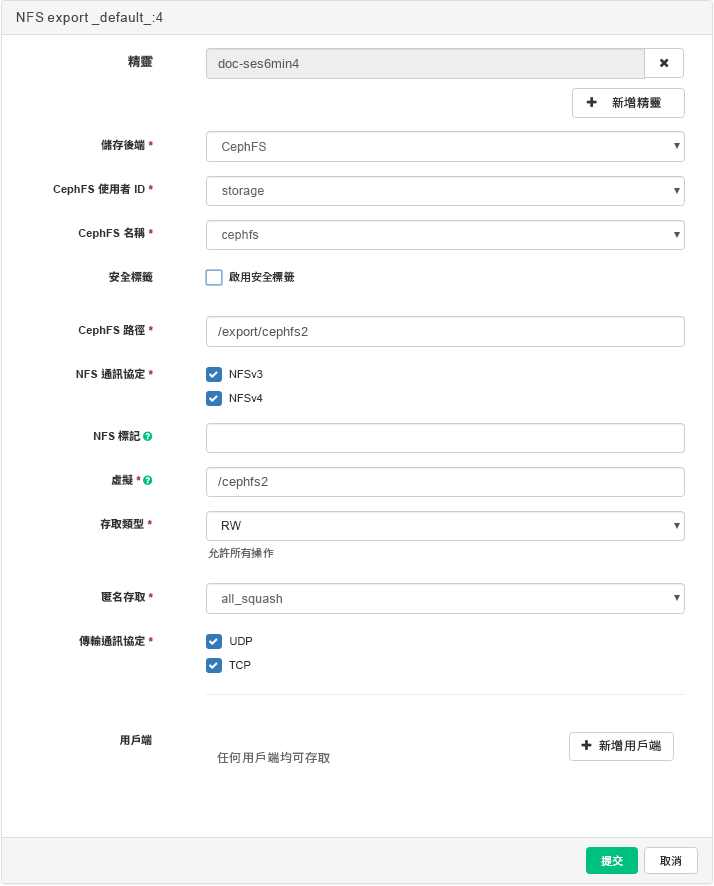 NFS export _default_:4
精靈
doc-ses6min4
新增精靈
儲存後端 *
CephFS
CephFS 使用者 ID *
storage
CephFS 名稱 *
cephfs
安全標籤
啟用安全標籤
CephFS 路徑 *
/export/cephfs2
NFS 通訊協定 *
NFSv3
NFSv4
NFS 標記
虛擬 *
/cephfs2
存取類型 *
RW
允許所有操作
匿名存取 *
all_squash
傳輸通訊協定 *
UDP
TCP
用戶端
任何用戶端均可存取
新增用戶端
提交
取消